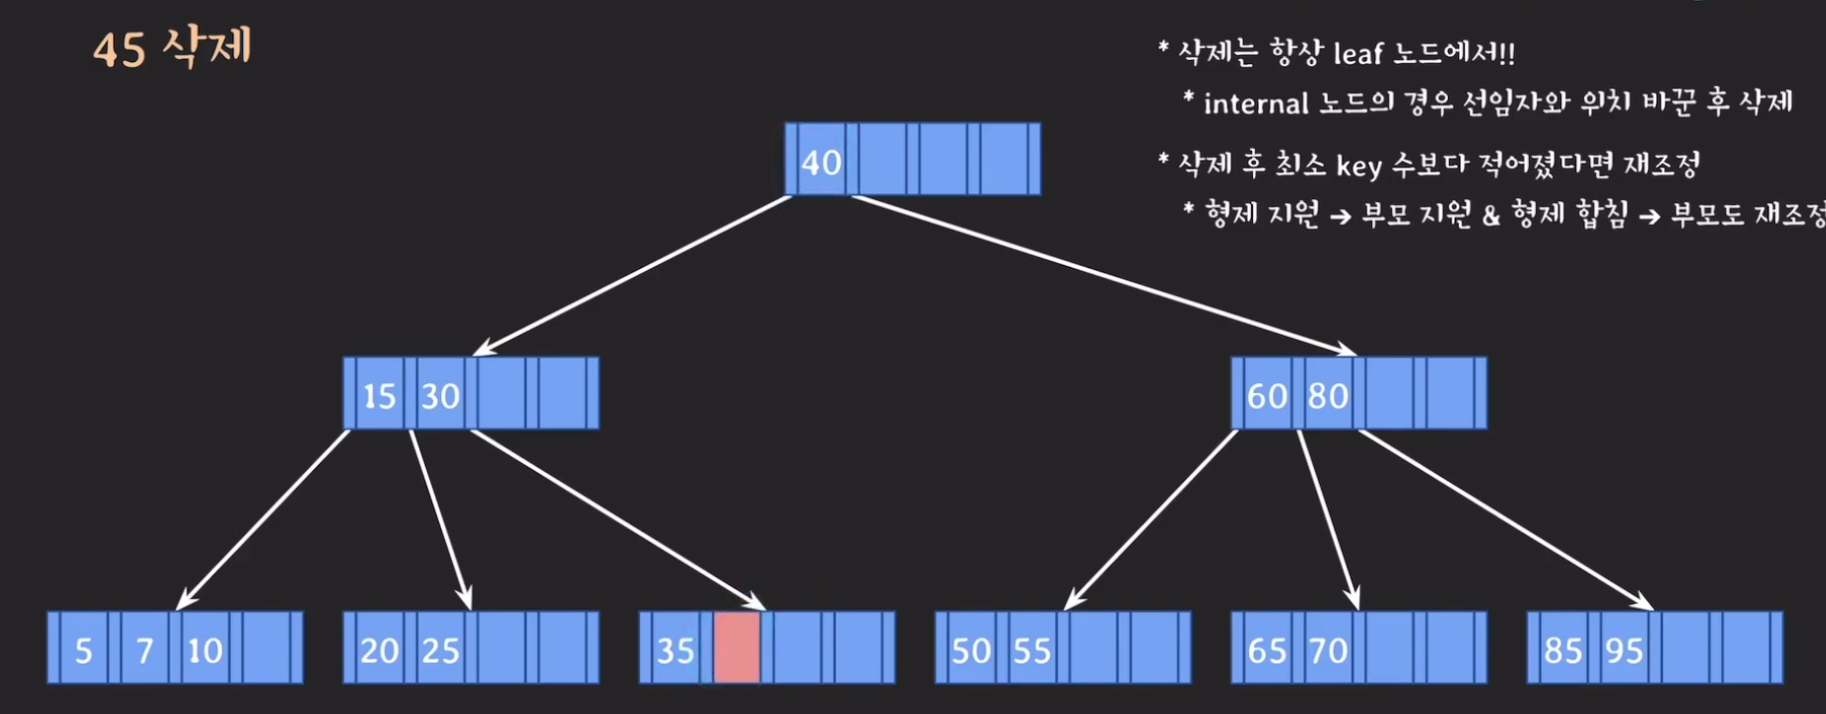 45 삭제
* 삭제는 항상 leaf 노드에서!!
* internal 노드의 경우 선임자와 위치 바꾼 후 삭제
* 삭제 후 최소 key 수보다 적어졌다면 재조정
* 형제 지원 → 부모 지원 & 형제 합침 → 부모도 재조정
40
15 30
60 80
5 7 10
20 25
35
50 55
65 70
85 95